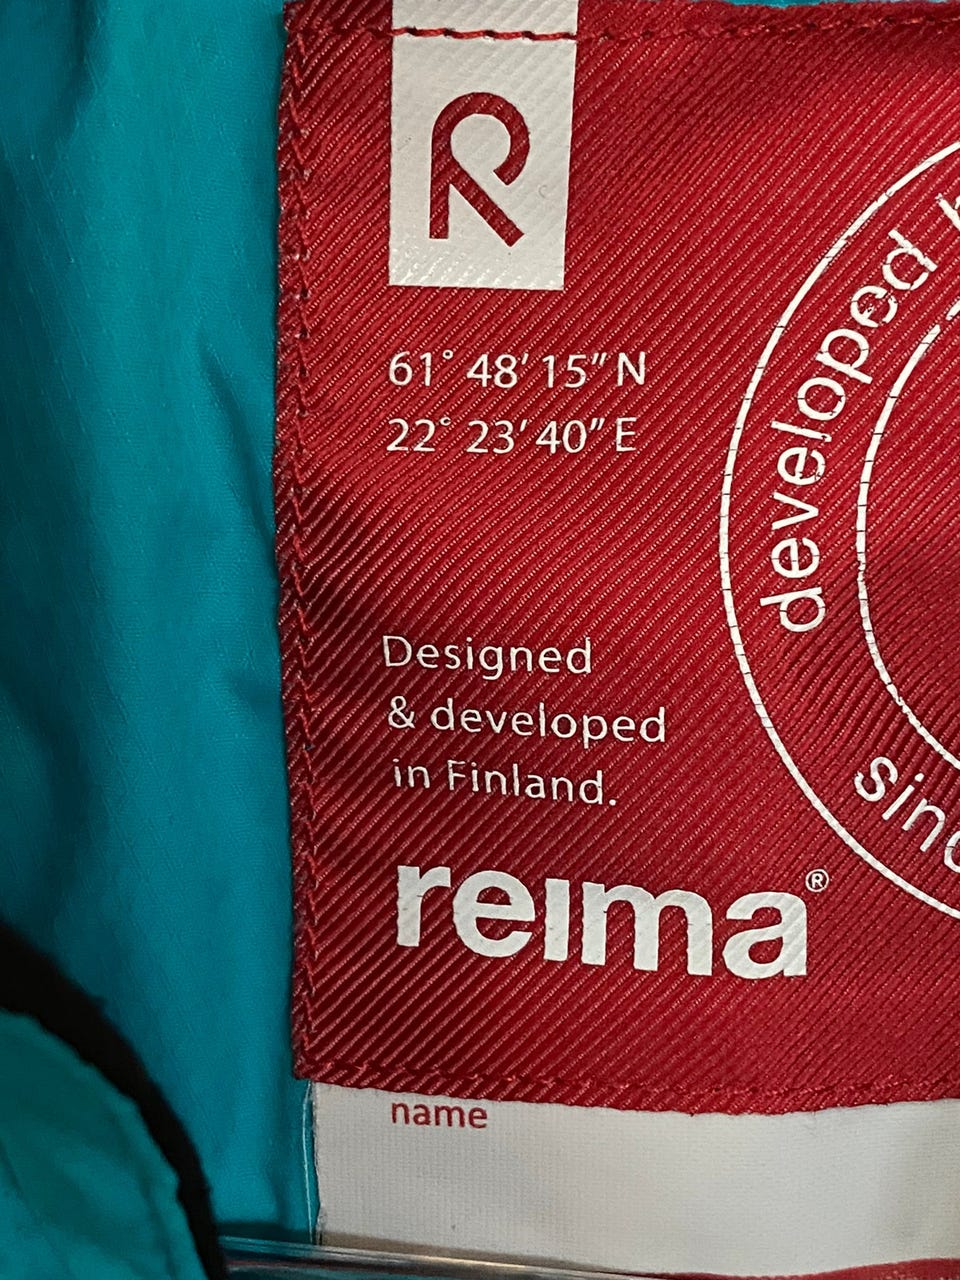 R
61° 48′ 15″ N
22° 23′ 40″ E
developed
Designed
& developed
in Finland.
reima®
name